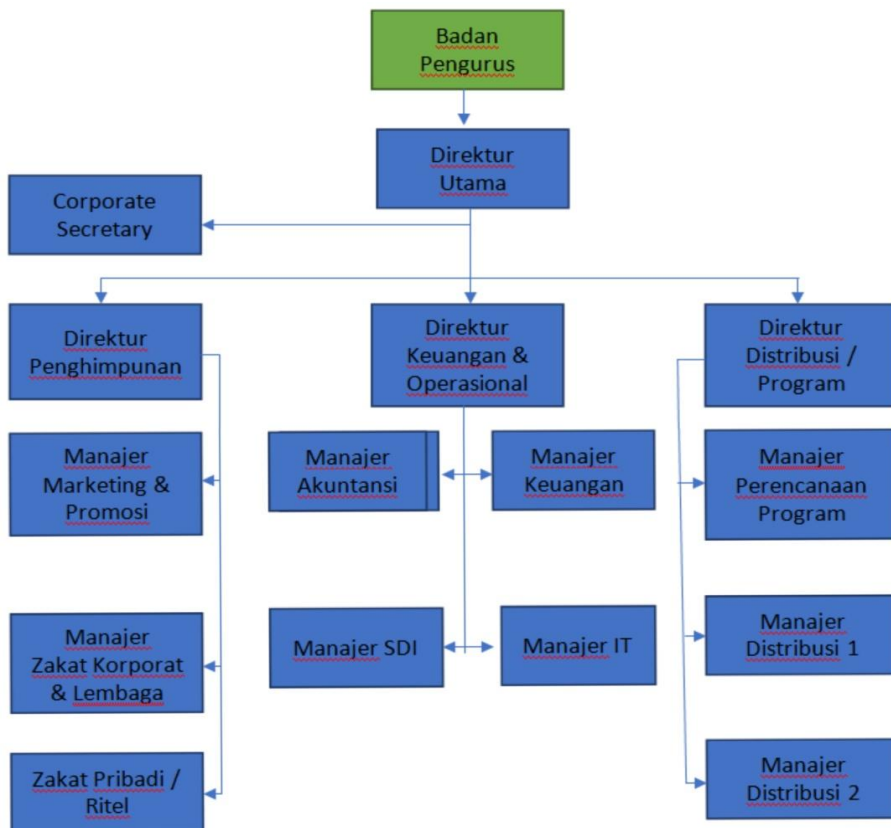 Badan
Pengurus
Direktur
Utama
Corporate
Secretary
Direktur
Penghimpunan
Direktur
Keuangan &
Operasional
Direktur
Distribusi /
Program
Manajer
Marketing &
Promosi
Manajer
Akuntansi
Manajer
Keuangan
Manajer
Perencanaan
Program
Manajer
Zakat Korporat
& Lembaga
Manajer SDI
Manajer IT
Manajer
Distribusi 1
Zakat Pribadi /
Ritel
Manajer
Distribusi 2